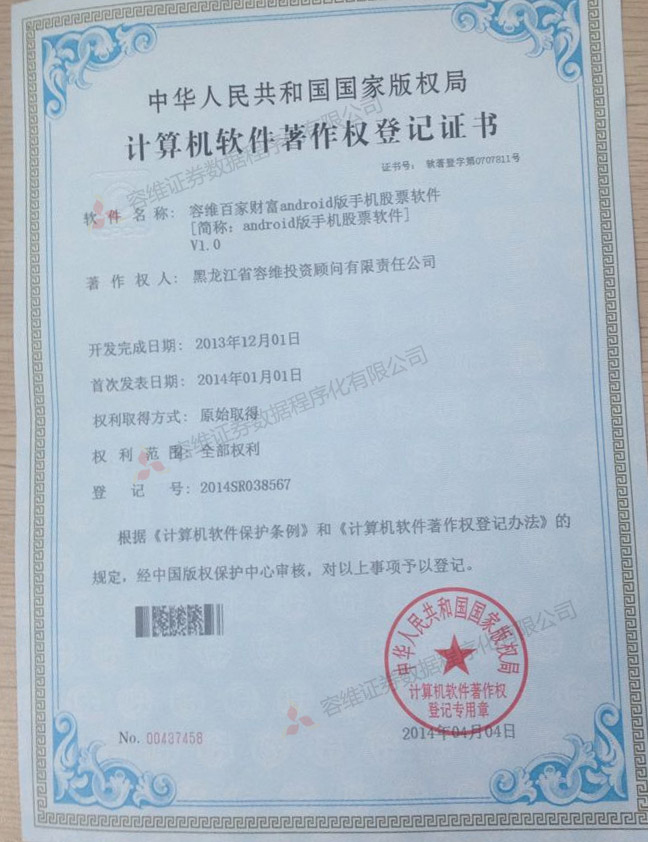 中华人民共和国国家版权局
计算机软件著作权登记证书
证书号： 软著登字第0707811号
软件名称： 容维百家财富android版手机股票软件
[简称：android版手机股票软件]
V1.0
著作权人： 黑龙江省容维投资顾问有限责任公司
开发完成日期： 2013年12月01日
首次发表日期： 2014年01月01日
权利取得方式： 原始取得
权利范围： 全部权利
登记号： 2014SR038567
根据《计算机软件保护条例》和《计算机软件著作权登记办法》的
规定，经中国版权保护中心审核，对以上事项予以登记。
中华人民共和国国家版权局
计算机软件著作权
登记专用章
No. 00437458
2014年04月04日
容维证券数据程序化有限公司
容维证券数据程序化有限公司
容维证券数据程序化有限公司